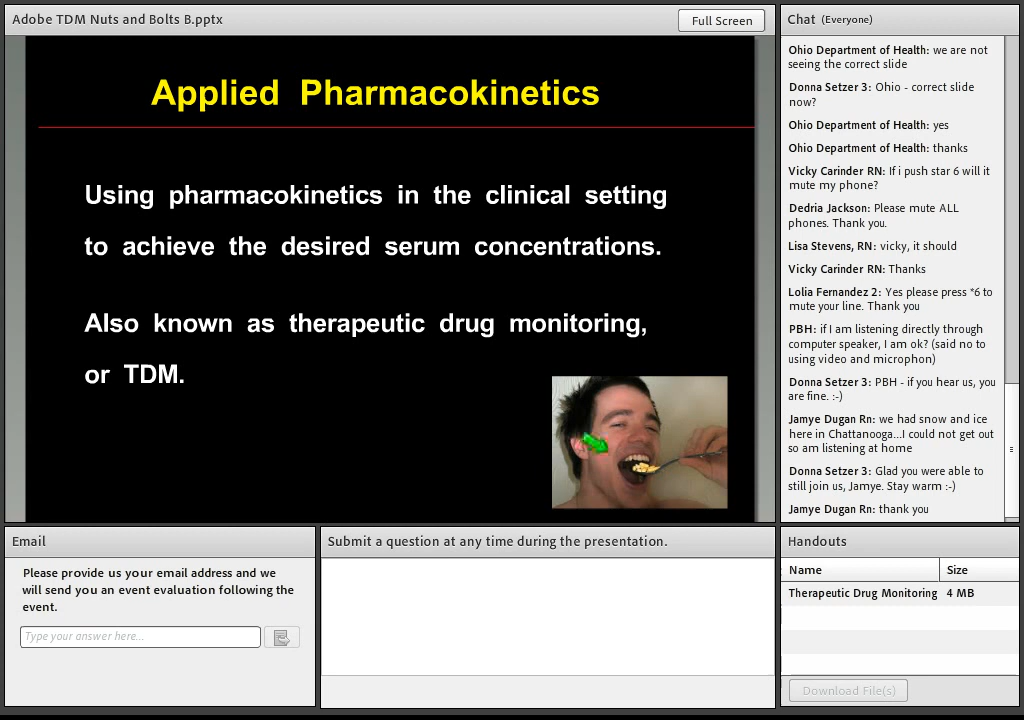 Adobe TDM Nuts and Bolts B.pptx
Full Screen
Applied Pharmacokinetics
Using pharmacokinetics in the clinical setting
to achieve the desired serum concentrations.
Also known as therapeutic drug monitoring,
or TDM.
Chat (Everyone)
Ohio Department of Health: we are not
seeing the correct slide
Donna Setzer 3: Ohio - correct slide
now?
Ohio Department of Health: yes
Ohio Department of Health: thanks
Vicky Carinder RN: If i push star 6 will it
mute my phone?
Dedria Jackson: Please mute ALL
phones. Thank you.
Lisa Stevens, RN: vicky, it should
Vicky Carinder RN: Thanks
Lolia Fernandez 2: Yes please press *6 to
mute your line. Thank you
PBH: if I am listening directly through
computer speaker, I am ok? (said no to
using video and microphon)
Donna Setzer 3: PBH - if you hear us, you
are fine. :-)
Jamye Dugan Rn: we had snow and ice
here in Chattanooga...I could not get out
so am listening at home
Donna Setzer 3: Glad you were able to
still join us, Jamye. Stay warm :-)
Jamye Dugan Rn: thank you
Email
Please provide us your email address and we
will send you an event evaluation following the
event.
Type your answer here...
Submit a question at any time during the presentation.
Handouts
Name Size
Therapeutic Drug Monitoring 4 MB
Download File(s)